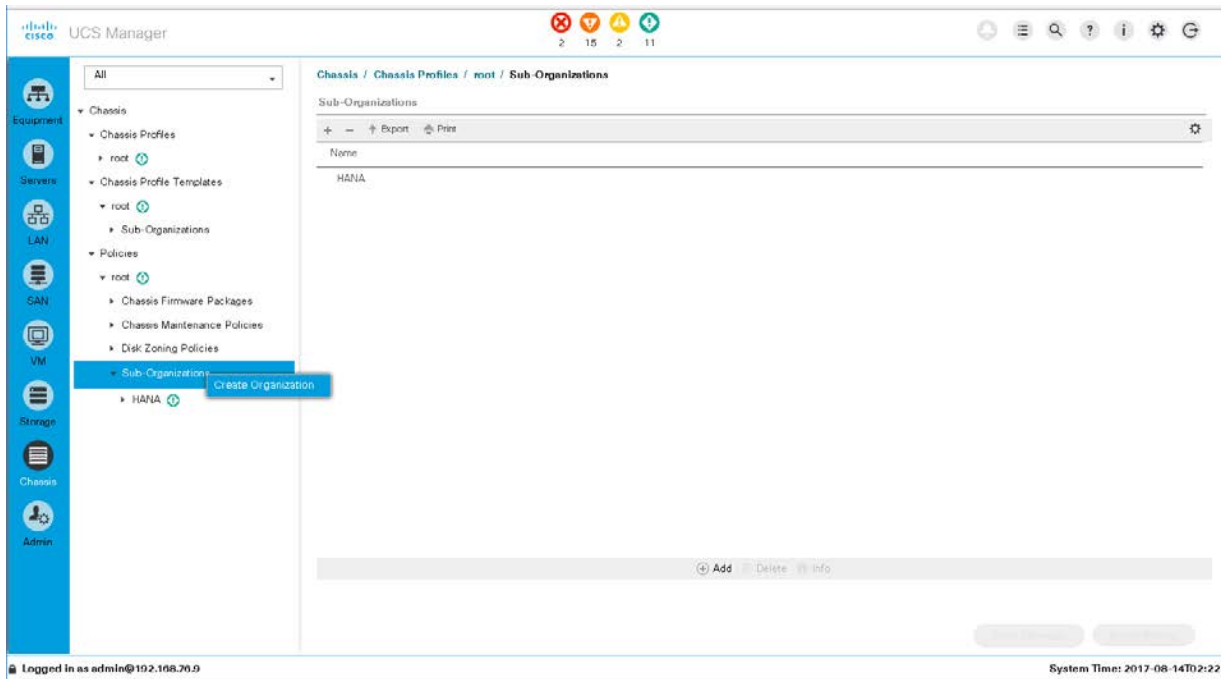 cisco UCS Manager
2 15 2 11
? i
Equipment
Servers
LAN
SAN
VM
Storage
Chassis
Admin
All
Chassis
Chassis Profiles
root
Chassis Profile Templates
root
Sub-Organizations
Policies
root
Chassis Firmware Packages
Chassis Maintenance Policies
Disk Zoning Policies
Sub-Organizations
Create Organization
HANA
Chassis / Chassis Profiles / root / Sub-Organizations
Sub-Organizations
+ − Export Print
Name
HANA
Add Delete Info
Logged in as admin@192.168.76.9
System Time: 2017-08-14T02:22